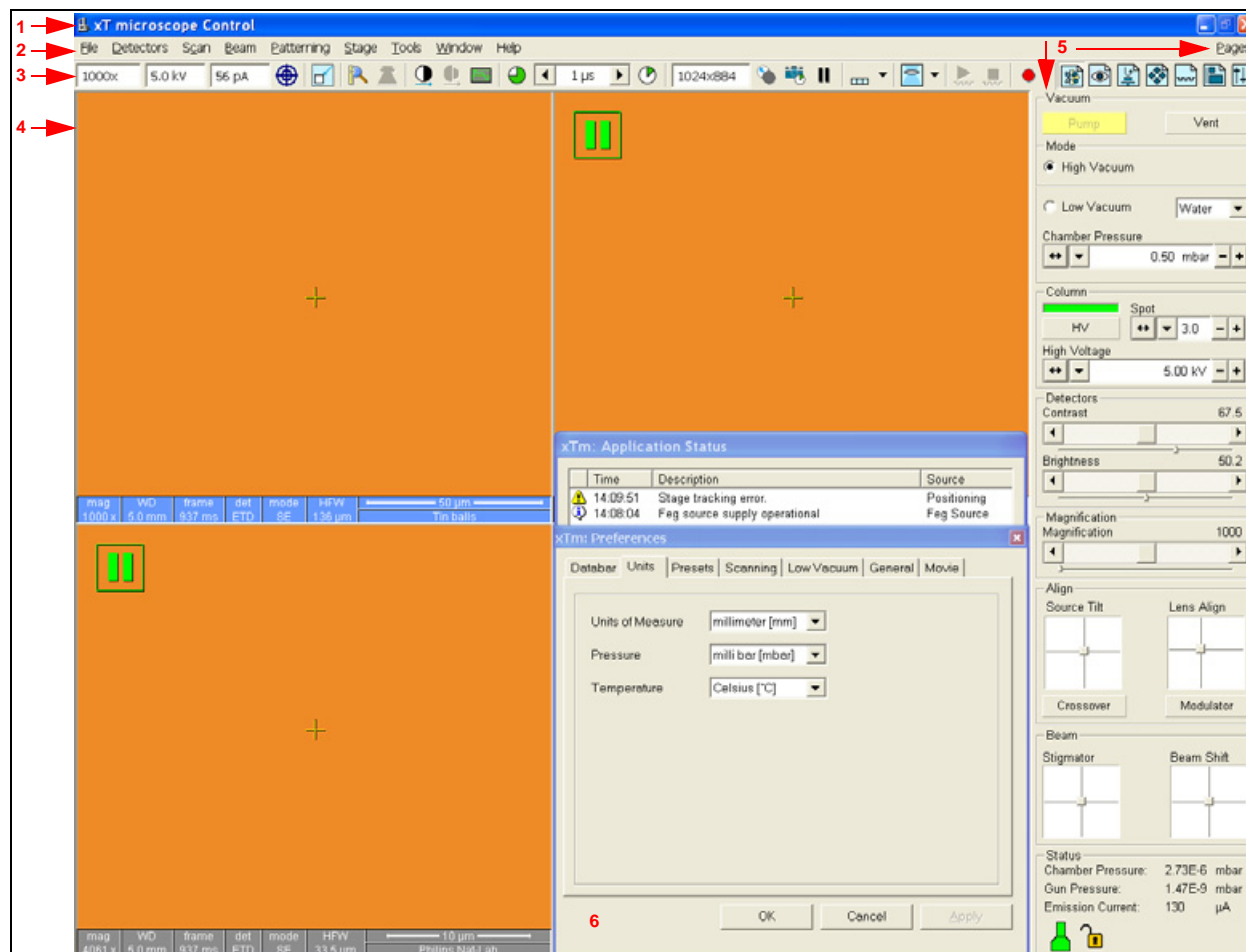 1
xT microscope Control
2
File Detectors Scan Beam Patterning Stage Tools Window Help
5
Pages
3
1000x 5.0 kV 56 pA 1 µs 1024x884
4
Vacuum
Pump Vent
Mode
High Vacuum
Low Vacuum Water
Chamber Pressure
0.50 mbar
Column
Spot
HV 3.0
High Voltage
5.00 kV
Detectors
Contrast 67.5
Brightness 50.2
Magnification
Magnification 1000
Align
Source Tilt Lens Align
Crossover Modulator
Beam
Stigmator Beam Shift
Status
Chamber Pressure: 2.73E-6 mbar
Gun Pressure: 1.47E-9 mbar
Emission Current: 130 µA
mag WD frame det mode HFW 50 µm
1000 x 5.0 mm 937 ms ETD SE 136 µm Tin balls
xTm: Application Status
Time Description Source
14:09:51 Stage tracking error. Positioning
14:08:04 Feg source supply operational Feg Source
xTm: Preferences
Databar Units Presets Scanning Low Vacuum General Movie
Units of Measure millimeter [mm]
Pressure milli bar [mbar]
Temperature Celsius [°C]
6
OK Cancel Apply
mag WD frame det mode HFW 10 µm
4061 x 5.0 mm 937 ms ETD SE 33.5 µm Philips Nat-Lab